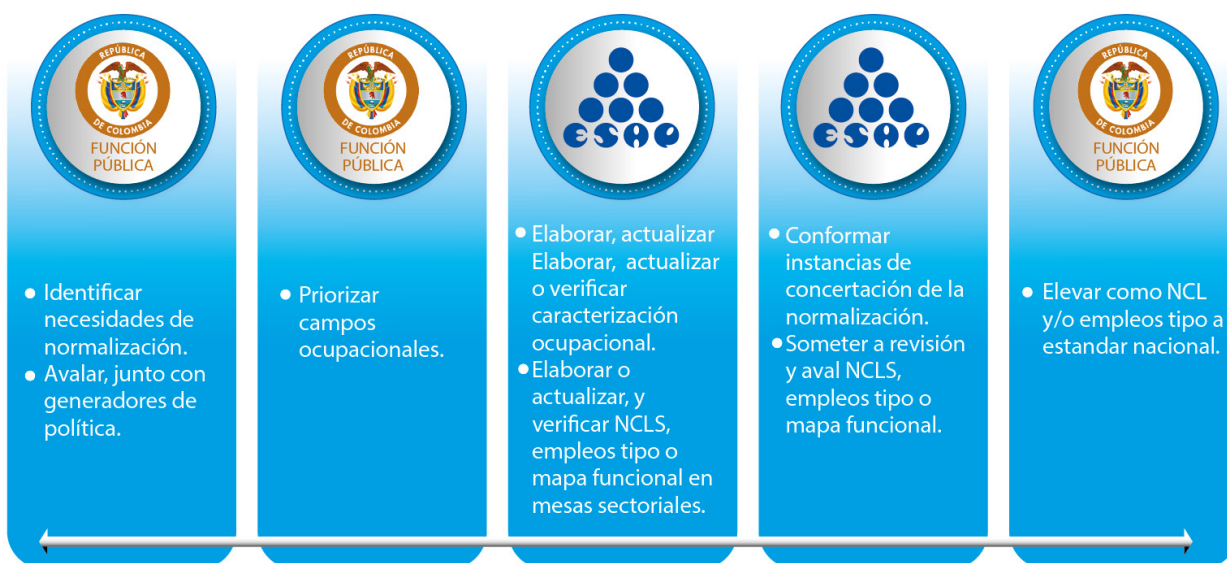 REPÚBLICA
DE COLOMBIA
FUNCIÓN
PÚBLICA
● Identificar
necesidades de
normalización.
● Avalar, junto con
generadores de
política.
REPÚBLICA
DE COLOMBIA
FUNCIÓN
PÚBLICA
● Priorizar
campos
ocupacionales.
esap
● Elaborar, actualizar
Elaborar, actualizar
o verificar
caracterización
ocupacional.
● Elaborar o
actualizar, y
verificar NCLS,
empleos tipo o
mapa funcional en
mesas sectoriales.
esap
● Conformar
instancias de
concertación de la
normalización.
● Someter a revisión
y aval NCLS,
empleos tipo o
mapa funcional.
REPÚBLICA
DE COLOMBIA
FUNCIÓN
PÚBLICA
● Elevar como NCL
y/o empleos tipo a
estandar nacional.